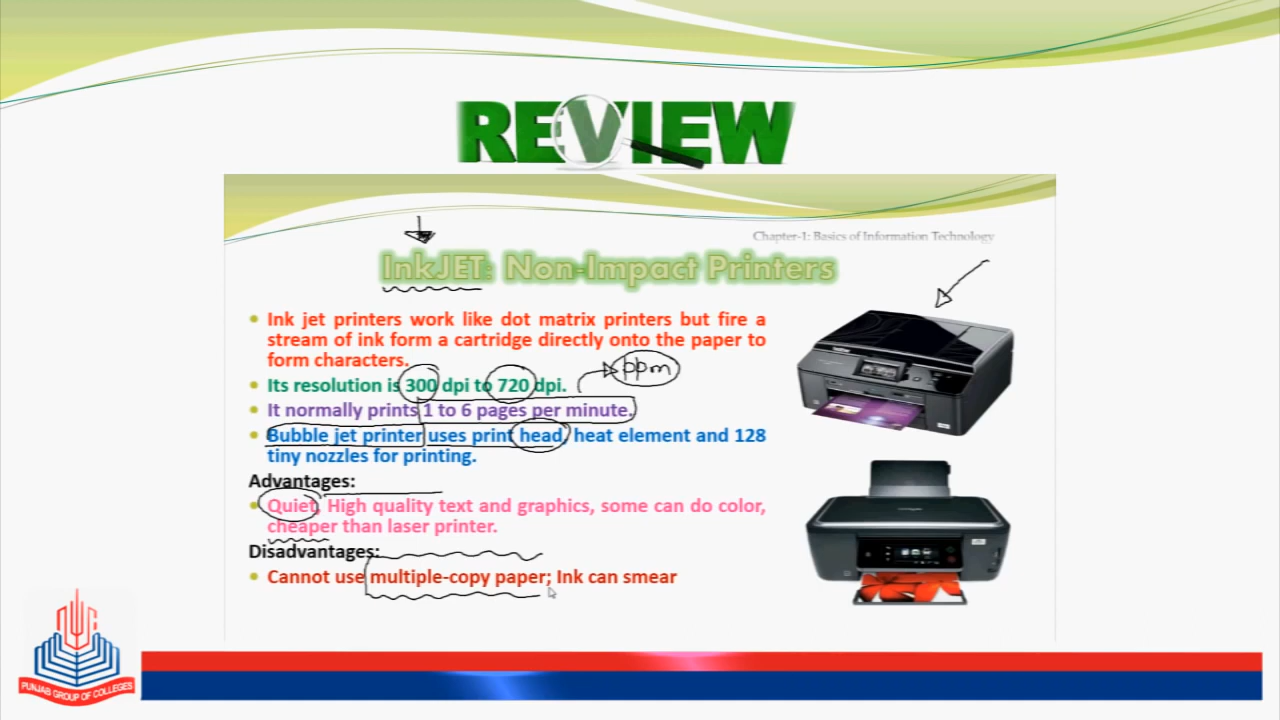 REVIEW
Chapter-1: Basics of Information Technology
InkJET: Non-Impact Printers
Ink jet printers work like dot matrix printers but fire a
stream of ink form a cartridge directly onto the paper to
form characters.
ppm
Its resolution is 300 dpi to 720 dpi.
It normally prints 1 to 6 pages per minute.
Bubble jet printer uses print head, heat element and 128
tiny nozzles for printing.
Advantages:
Quiet, High quality text and graphics, some can do color,
cheaper than laser printer.
Disadvantages:
Cannot use multiple-copy paper; Ink can smear
PUNJAB GROUP OF COLLEGES